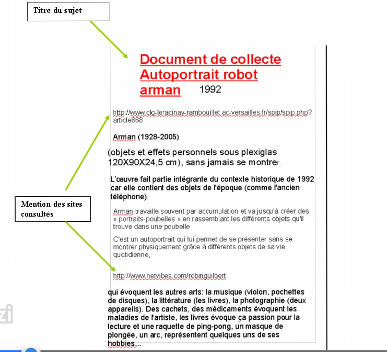 Titre du sujet
Document de collecte
Autoportrait robot
arman 1992
http://www.clg-leracinay-rambouillet.ac-versailles.fr/spip/spip.php?
article868
Arman (1928-2005)
(objets et effets personnels sous plexiglas
120X90X24,5 cm), sans jamais se montrer.
L'œuvre fait partie intégrante du contexte historique de 1992
car elle contient des objets de l'époque (comme l'ancien
téléphone)
Mention des sites
consultés
Arman travaille souvent par accumulation et va jusqu'à créer des
« portraits-poubelles » en rassemblant les différents objets qu'il
trouve dans une poubelle
C'est un autoportrait qui lui permet de se présenter sans se
montrer physiquement grâce à différents objets de sa vie
quotidienne,
http://www.netvibes.com/robinguilbert
qui évoquent les autres arts: la musique (violon, pochettes
de disques), la littérature (les livres), la photographie (deux
appareils). Des cachets, des médicaments évoquent les
maladies de l'artiste, les livres évoque ça passion pour la
lecture et une raquette de ping-pong, un masque de
plongée, un arc, représentent quelques uns de ses
hobbies,..